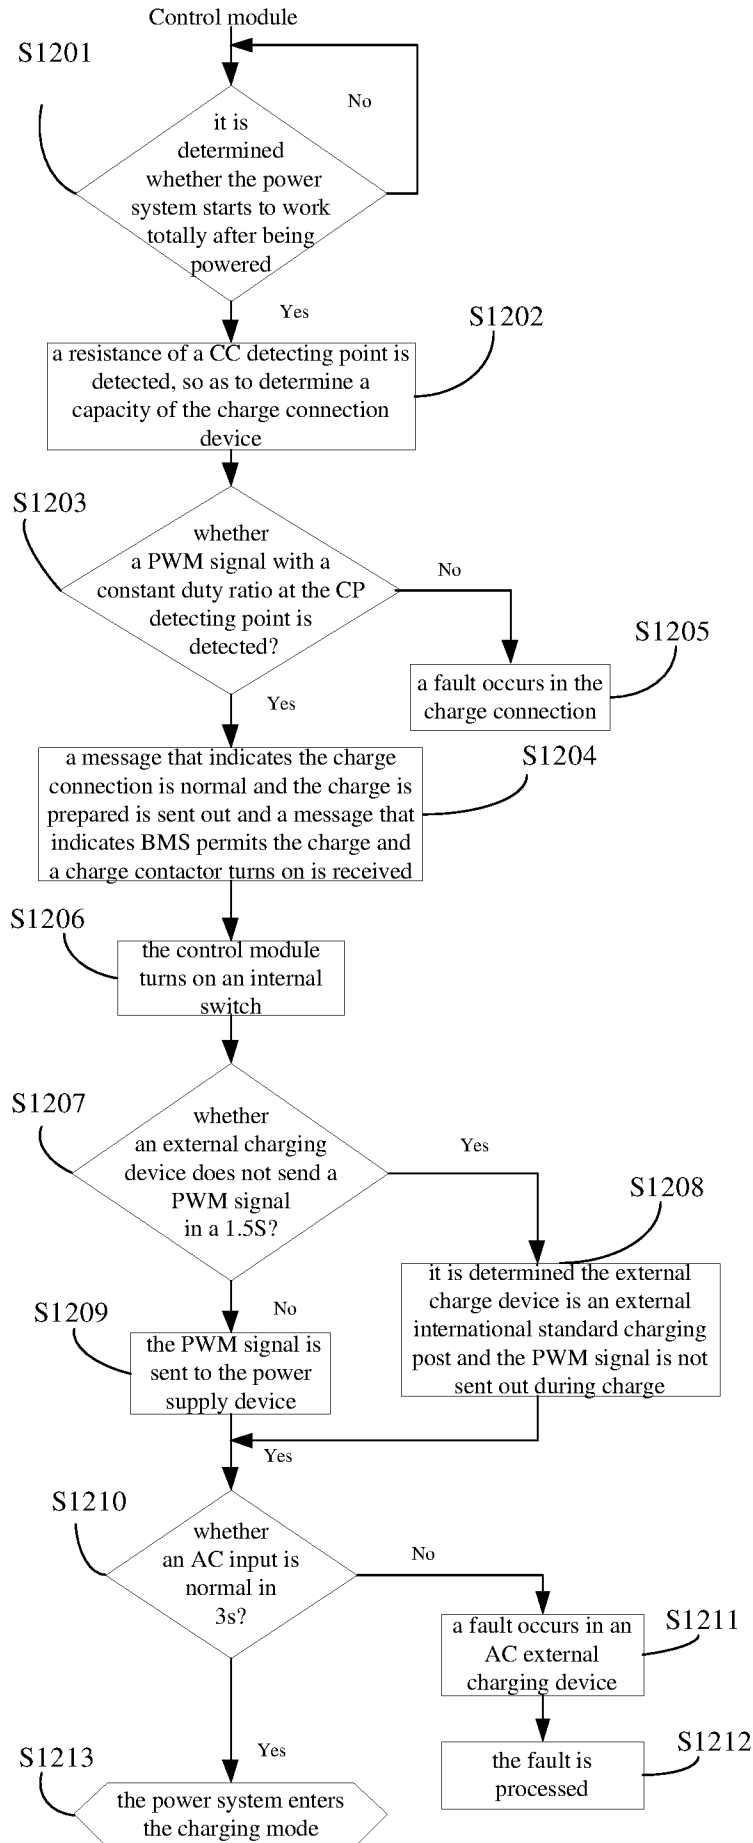 Control module
S1201
No
it is
determined
whether the power
system starts to work
totally after being
powered
Yes
S1202
a resistance of a CC detecting point is
detected, so as to determine a
capacity of the charge connection
device
S1203
whether
a PWM signal with a
constant duty ratio at the CP
detecting point is
detected?
No
S1205
a fault occurs in the
charge connection
Yes
S1204
a message that indicates the charge
connection is normal and the charge is
prepared is sent out and a message that
indicates BMS permits the charge and
a charge contactor turns on is received
S1206
the control module
turns on an internal
switch
S1207
whether
an external charging
device does not send a
PWM signal
in a 1.5S?
Yes
S1208
it is determined the external
charge device is an external
international standard charging
post and the PWM signal is not
sent out during charge
No
S1209
the PWM signal is
sent to the power
supply device
Yes
S1210
whether
an AC input is
normal in
3s?
No
S1211
a fault occurs in an
AC external
charging device
S1212
the fault is
processed
Yes
S1213
the power system enters
the charging mode